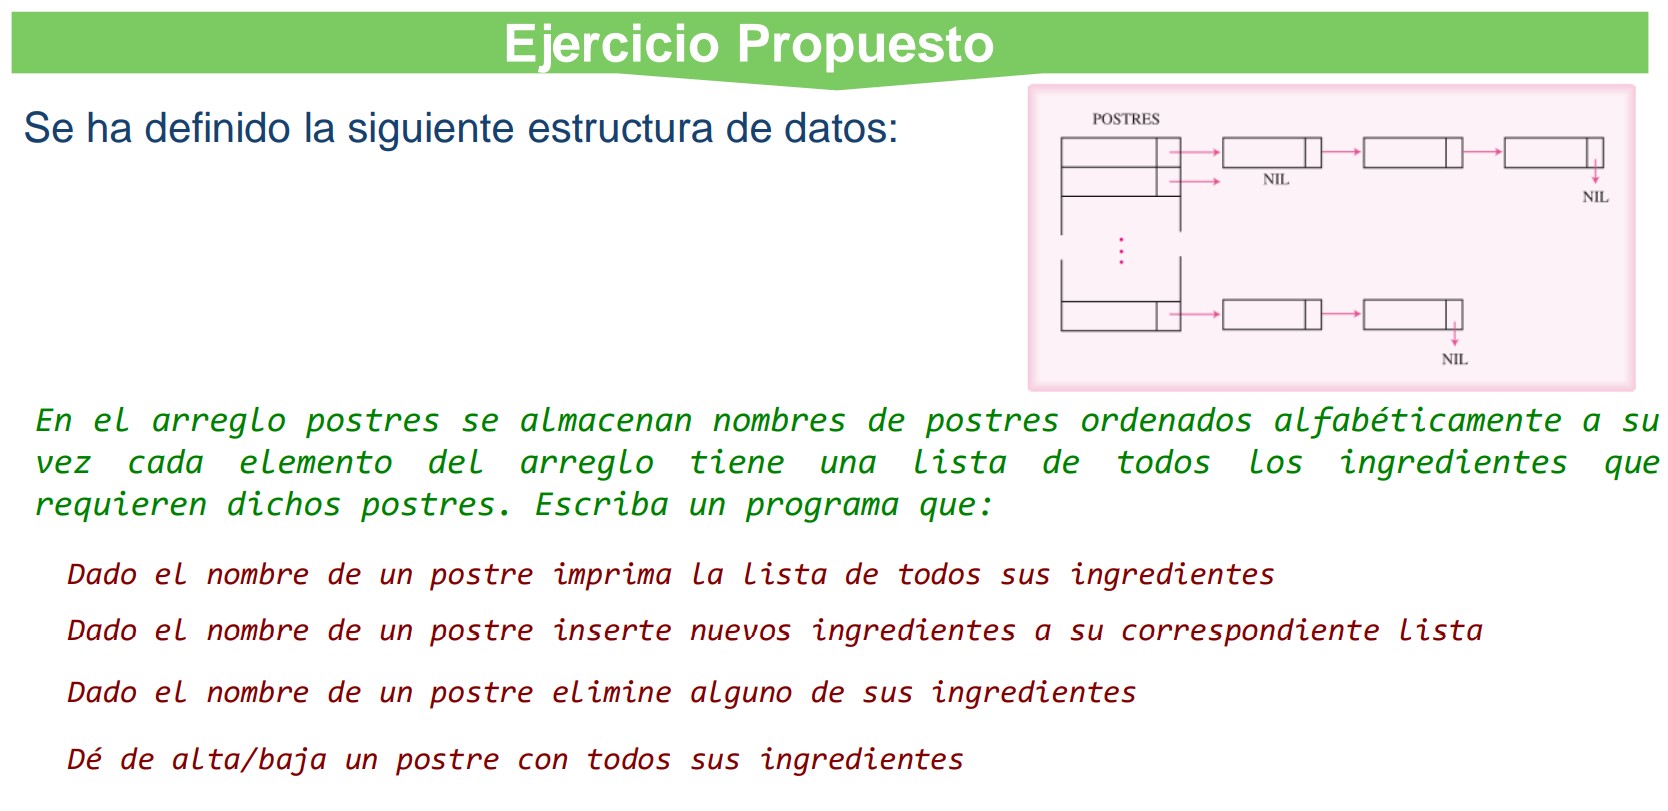 Ejercicio Propuesto
Se ha definido la siguiente estructura de datos:
POSTRES
NIL
NIL
NIL
En el arreglo postres se almacenan nombres de postres ordenados alfabéticamente a su
vez cada elemento del arreglo tiene una lista de todos los ingredientes que
requieren dichos postres. Escriba un programa que:
Dado el nombre de un postre imprima la lista de todos sus ingredientes
Dado el nombre de un postre inserte nuevos ingredientes a su correspondiente lista
Dado el nombre de un postre elimine alguno de sus ingredientes
Dé de alta/baja un postre con todos sus ingredientes